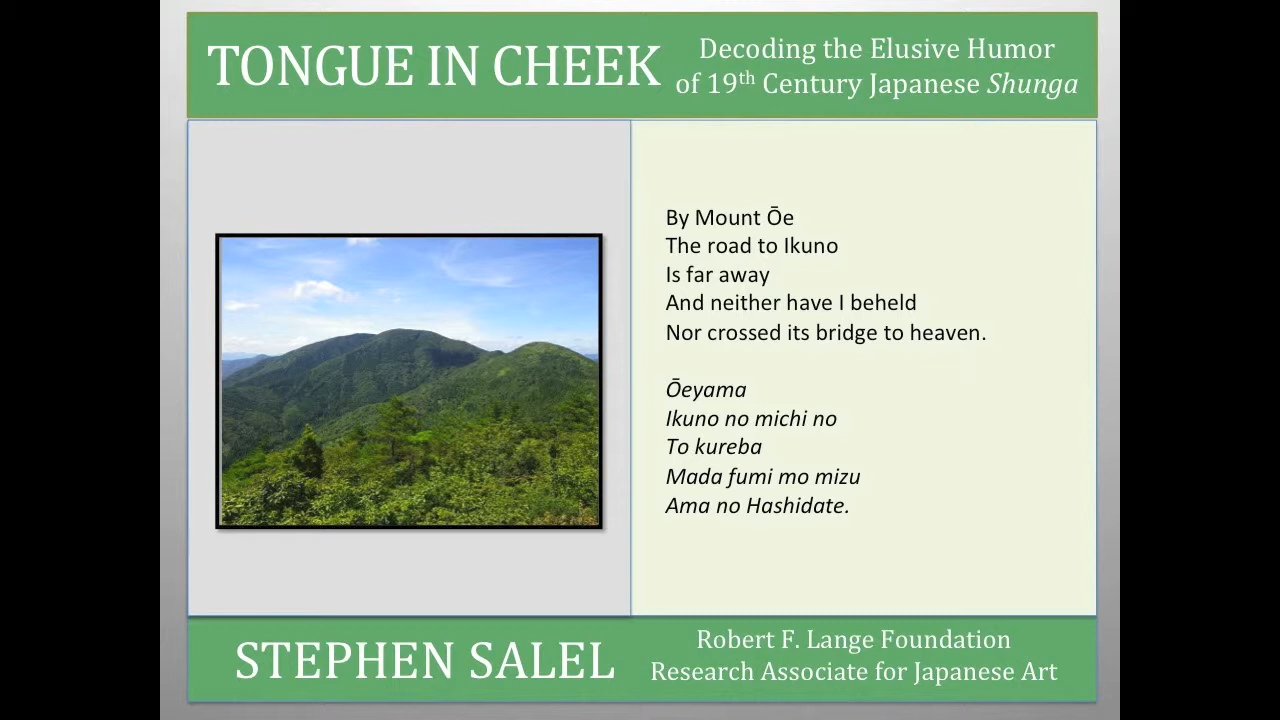 TONGUE IN CHEEK
Decoding the Elusive Humor
of 19th Century Japanese Shunga
By Mount Ōe
The road to Ikuno
Is far away
And neither have I beheld
Nor crossed its bridge to heaven.
Ōeyama
Ikuno no michi no
To kureba
Mada fumi mo mizu
Ama no Hashidate.
STEPHEN SALEL
Robert F. Lange Foundation
Research Associate for Japanese Art